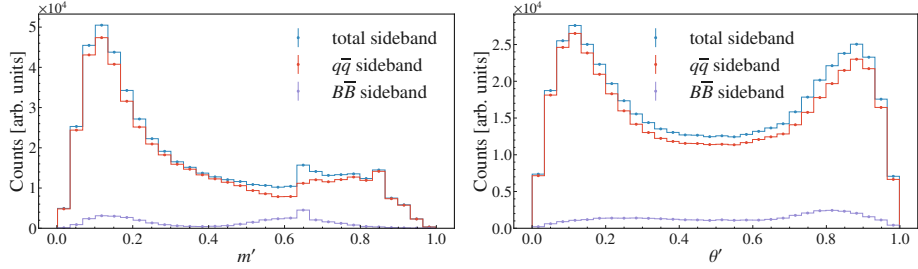 ×10⁴
5
4
3
2
1
0
Counts [arb. units]
total sideband
qq̅ sideband
BB̅ sideband
0.0 0.2 0.4 0.6 0.8 1.0
m′
×10⁴
2.5
2.0
1.5
1.0
0.5
0.0
Counts [arb. units]
total sideband
qq̅ sideband
BB̅ sideband
0.0 0.2 0.4 0.6 0.8 1.0
θ′